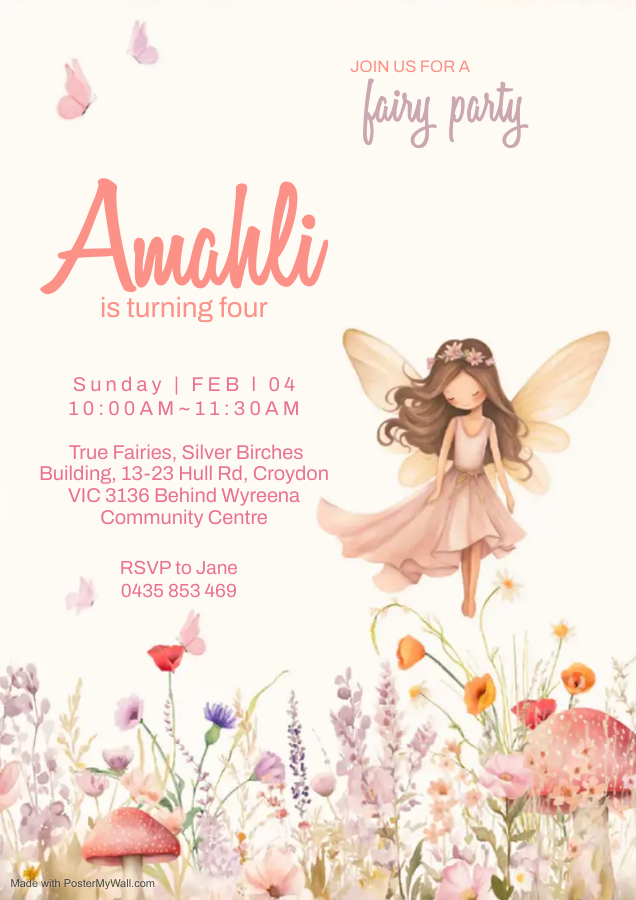 JOIN US FOR A
fairy party
Amahli
is turning four
Sunday | FEB l 04
10:00AM~11:30AM
True Fairies, Silver Birches
Building, 13-23 Hull Rd, Croydon
VIC 3136 Behind Wyreena
Community Centre
RSVP to Jane
0435 853 469
Made with PosterMyWall.com